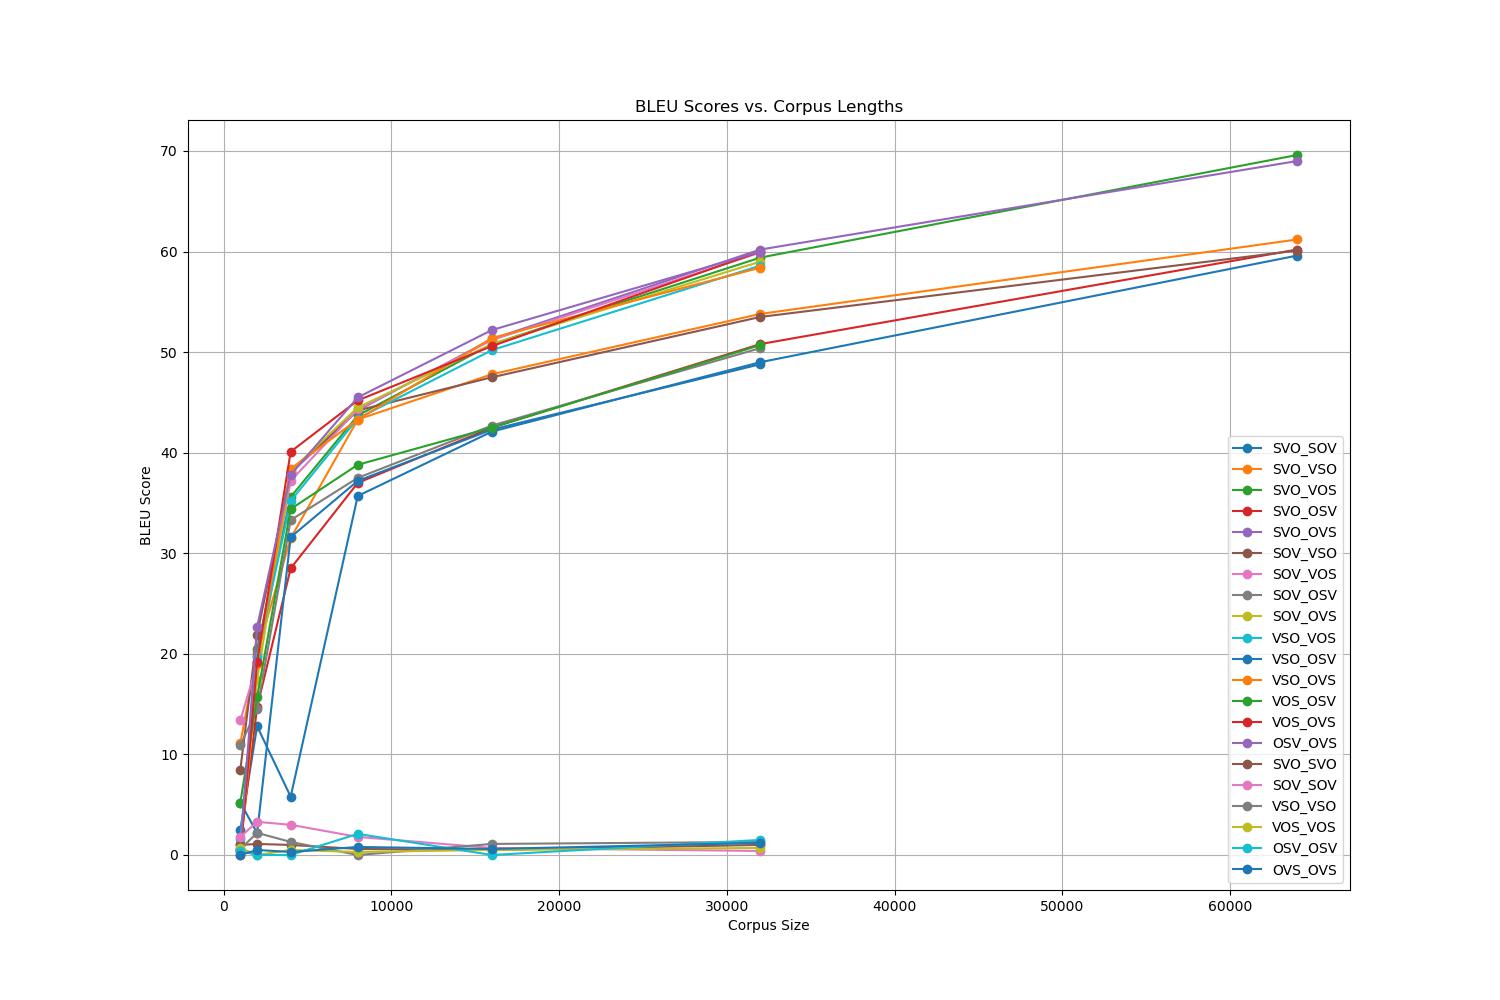 BLEU Scores vs. Corpus Lengths
70
60
50
40
30
20
10
0
BLEU Score
0
10000
20000
30000
40000
50000
60000
Corpus Size
SVO_SOV
SVO_VSO
SVO_VOS
SVO_OSV
SVO_OVS
SOV_VSO
SOV_VOS
SOV_OSV
SOV_OVS
VSO_VOS
VSO_OSV
VSO_OVS
VOS_OSV
VOS_OVS
OSV_OVS
SVO_SVO
SOV_SOV
VSO_VSO
VOS_VOS
OSV_OSV
OVS_OVS